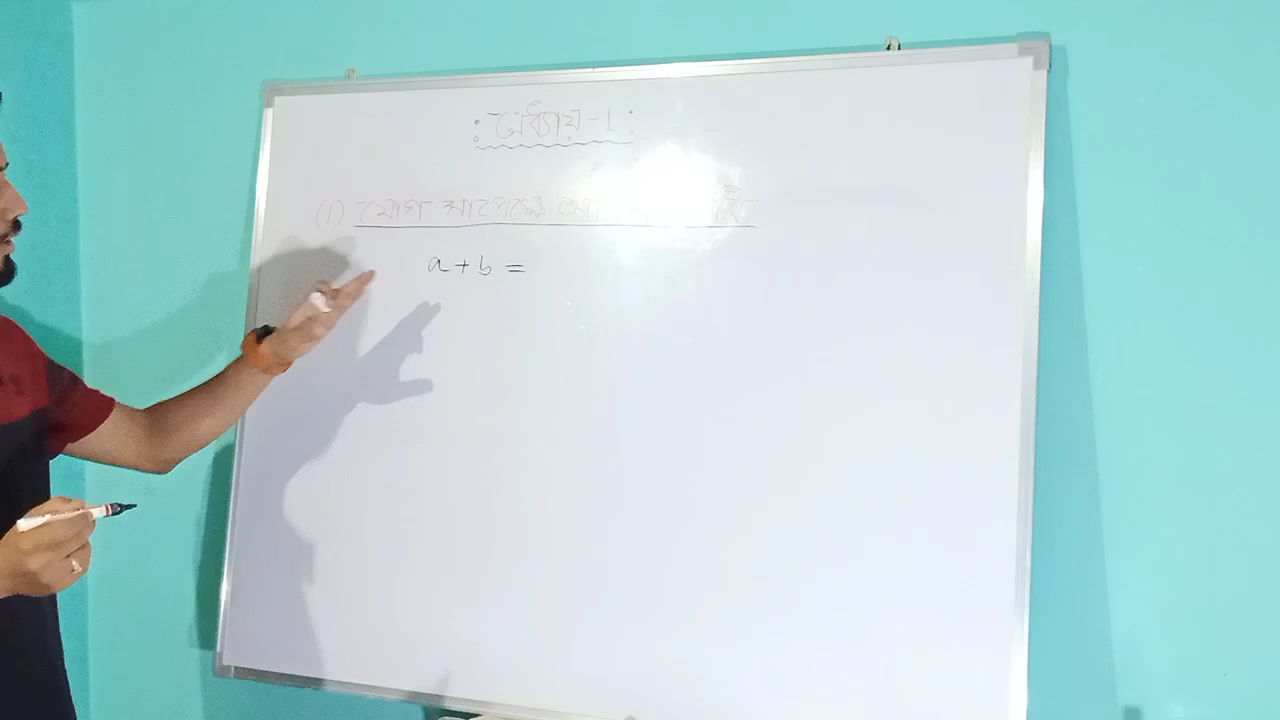 : অধ্যায় - 1 :
(1) যোগ সাপেক্ষে
a + b =